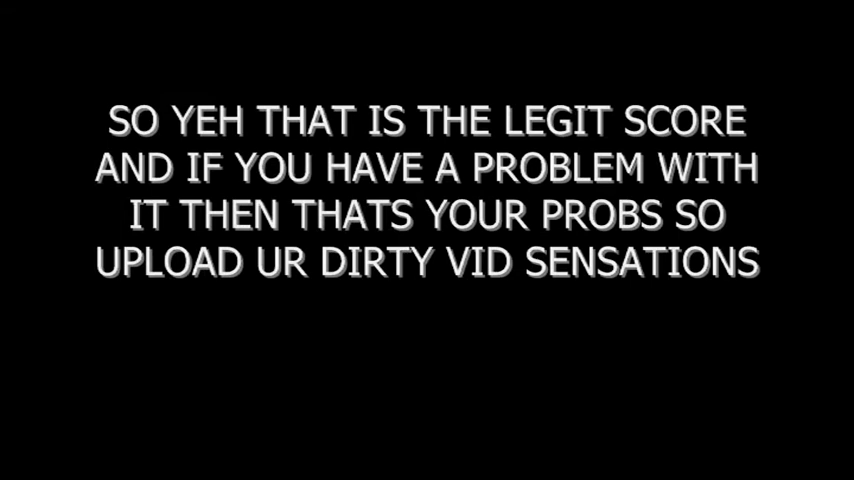 SO YEH THAT IS THE LEGIT SCORE
AND IF YOU HAVE A PROBLEM WITH
IT THEN THATS YOUR PROBS SO
UPLOAD UR DIRTY VID SENSATIONS